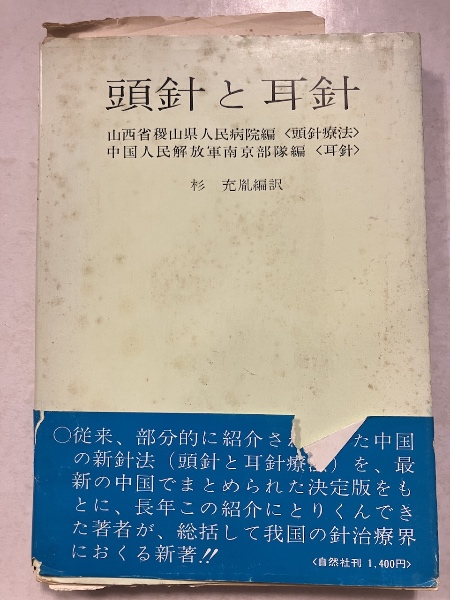 頭針と耳針
山西省稷山県人民病院編〈頭針療法〉
中国人民解放軍南京部隊編〈耳針〉
杉 充胤編訳
○従来、部分的に紹介さ た中国
の新針法（頭針と耳針療 ）を、最
新の中国でまとめられた決定版をも
とに、長年この紹介にとりくんでき
た著者が、総括して我国の針治療界
におくる新著!!
〈自然社刊 1,400円〉